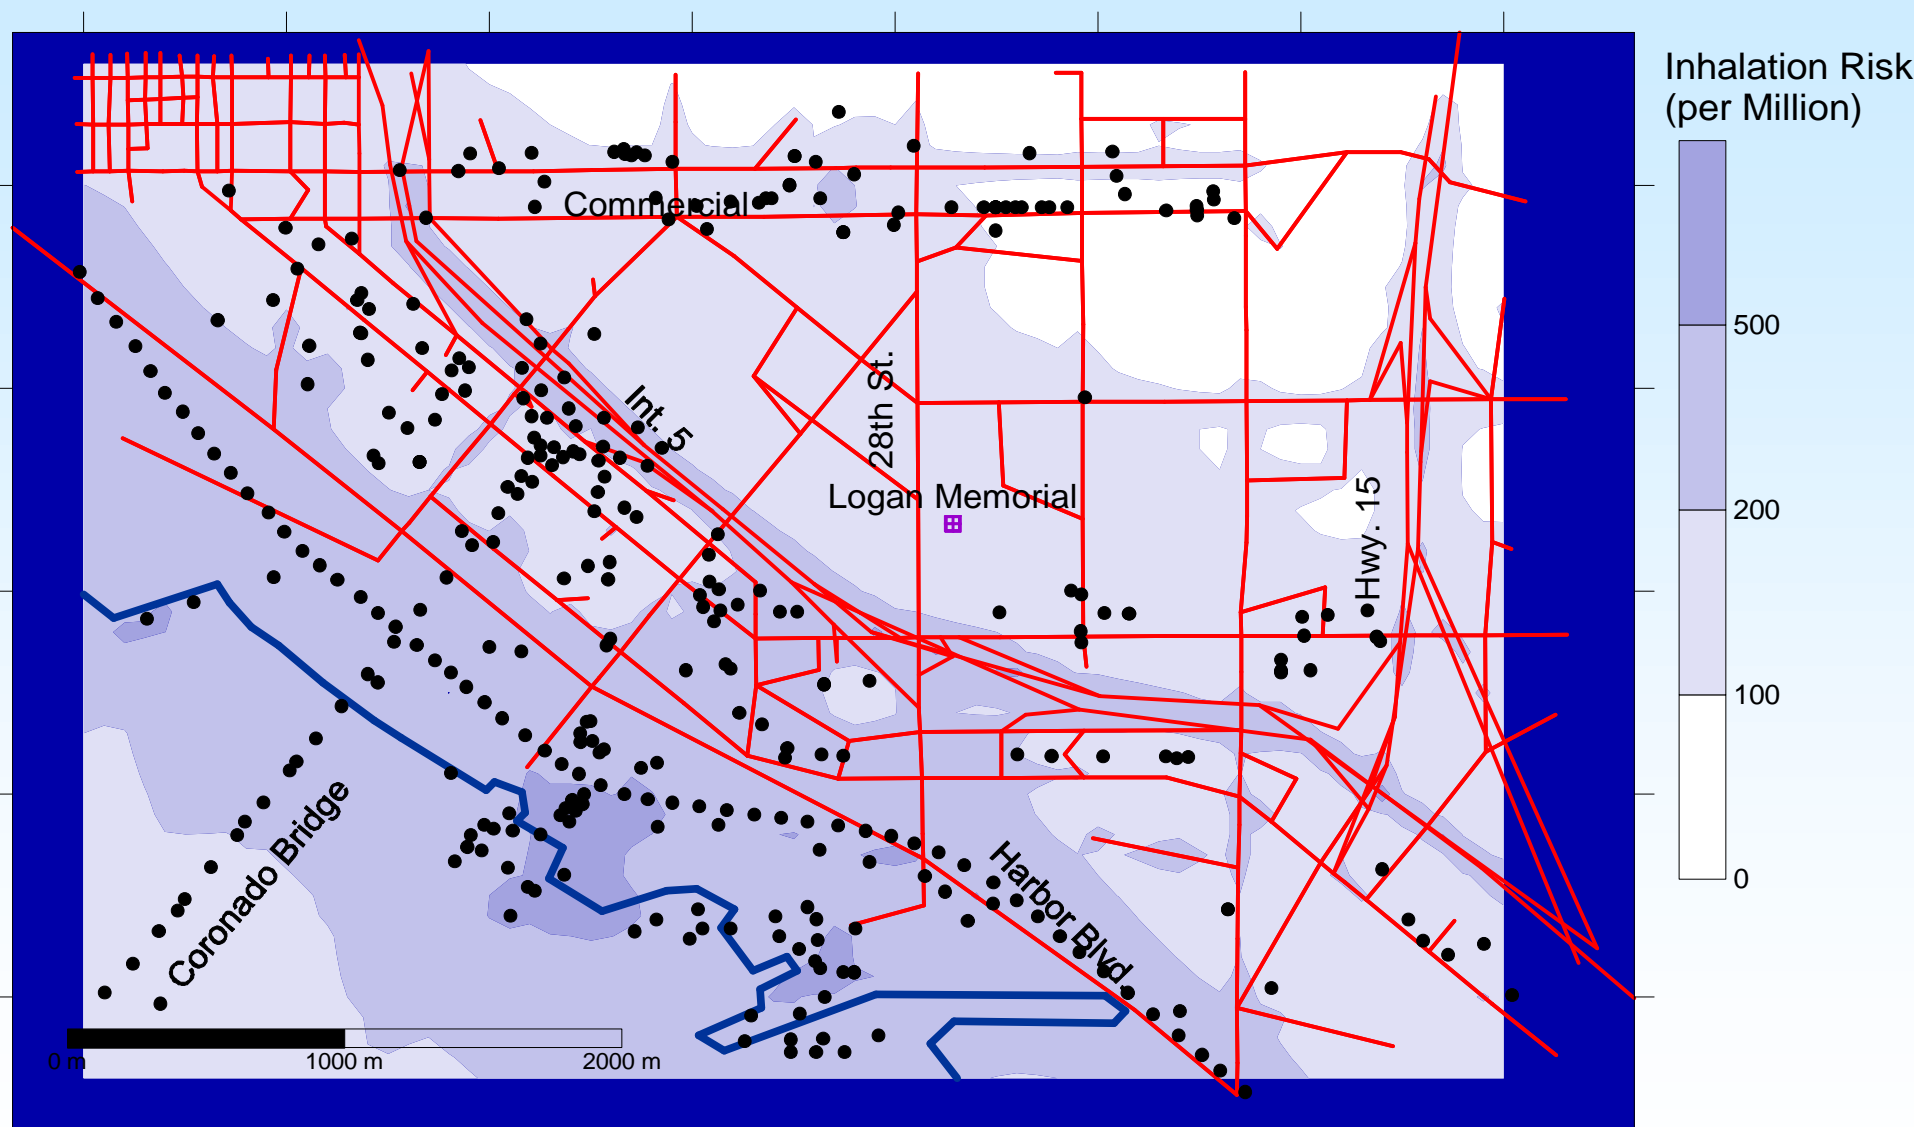 Inhalation Risk
(per Million)
Commercial
Int. 5
28th St.
Logan Memorial
Hwy. 15
500
200
100
0
Coronado Bridge
Harbor Blvd.
0 m
1000 m
2000 m